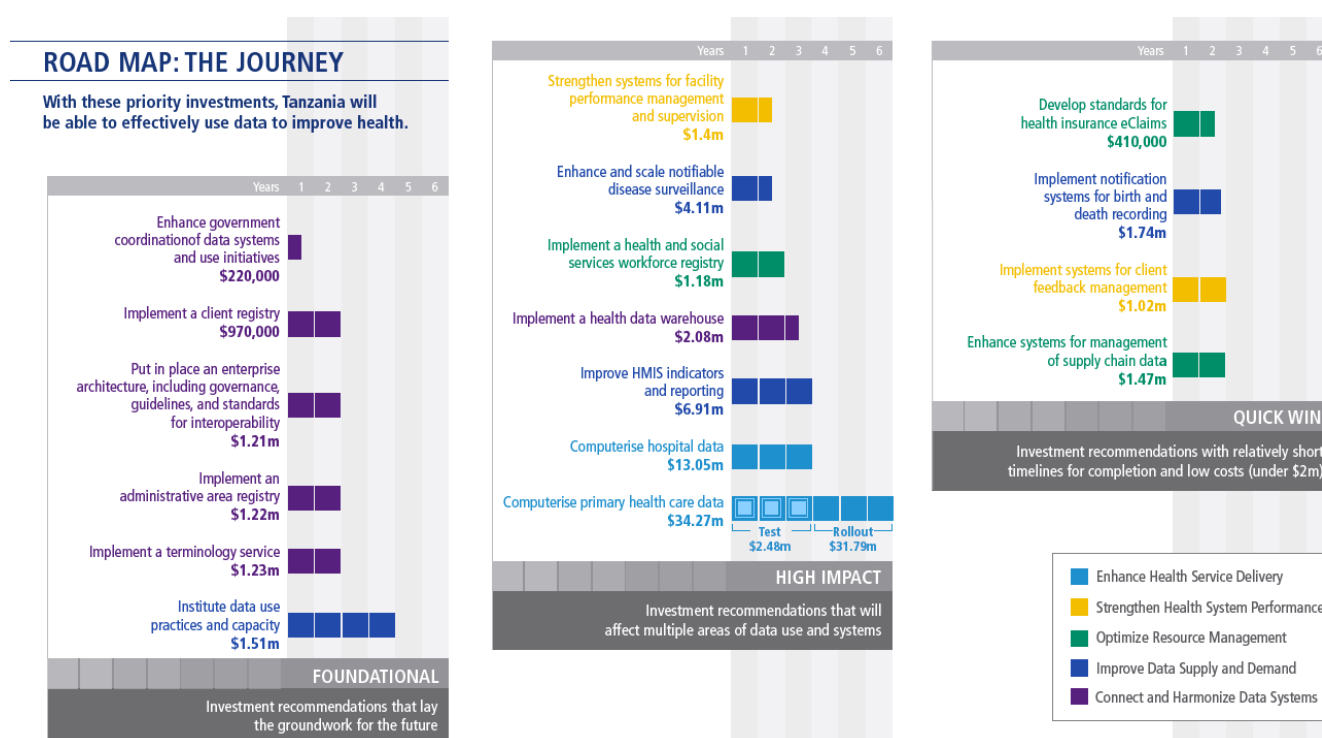 ROAD MAP: THE JOURNEY
With these priority investments, Tanzania will
be able to effectively use data to improve health.
Years 1 2 3 4 5 6
Enhance government
coordinationof data systems
and use initiatives
$220,000
Implement a client registry
$970,000
Put in place an enterprise
architecture, including governance,
guidelines, and standards
for interoperability
$1.21m
Implement an
administrative area registry
$1.22m
Implement a terminology service
$1.23m
Institute data use
practices and capacity
$1.51m
FOUNDATIONAL
Investment recommendations that lay
the groundwork for the future
Years 1 2 3 4 5 6
Strengthen systems for facility
performance management
and supervision
$1.4m
Enhance and scale notifiable
disease surveillance
$4.11m
Implement a health and social
services workforce registry
$1.18m
Implement a health data warehouse
$2.08m
Improve HMIS indicators
and reporting
$6.91m
Computerise hospital data
$13.05m
Computerise primary health care data
$34.27m
Test
$2.48m
Rollout
$31.79m
HIGH IMPACT
Investment recommendations that will
affect multiple areas of data use and systems
Years 1 2 3 4 5 6
Develop standards for
health insurance eClaims
$410,000
Implement notification
systems for birth and
death recording
$1.74m
Implement systems for client
feedback management
$1.02m
Enhance systems for management
of supply chain data
$1.47m
QUICK WIN
Investment recommendations with relatively short
timelines for completion and low costs (under $2m)
Enhance Health Service Delivery
Strengthen Health System Performance
Optimize Resource Management
Improve Data Supply and Demand
Connect and Harmonize Data Systems